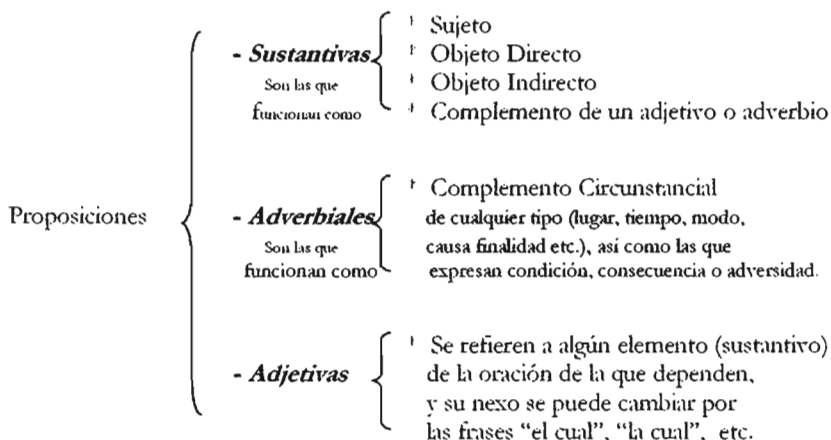 Proposiciones
- Sustantivas
Son las que
funcionan como
Sujeto
Objeto Directo
Objeto Indirecto
Complemento de un adjetivo o adverbio
- Adverbiales
Son las que
funcionan como
Complemento Circunstancial
de cualquier tipo (lugar, tiempo, modo,
causa finalidad etc.), así como las que
expresan condición, consecuencia o adversidad.
- Adjetivas
Se refieren a algún elemento (sustantivo)
de la oración de la que dependen,
y su nexo se puede cambiar por
las frases “el cual”, “la cual”, etc.